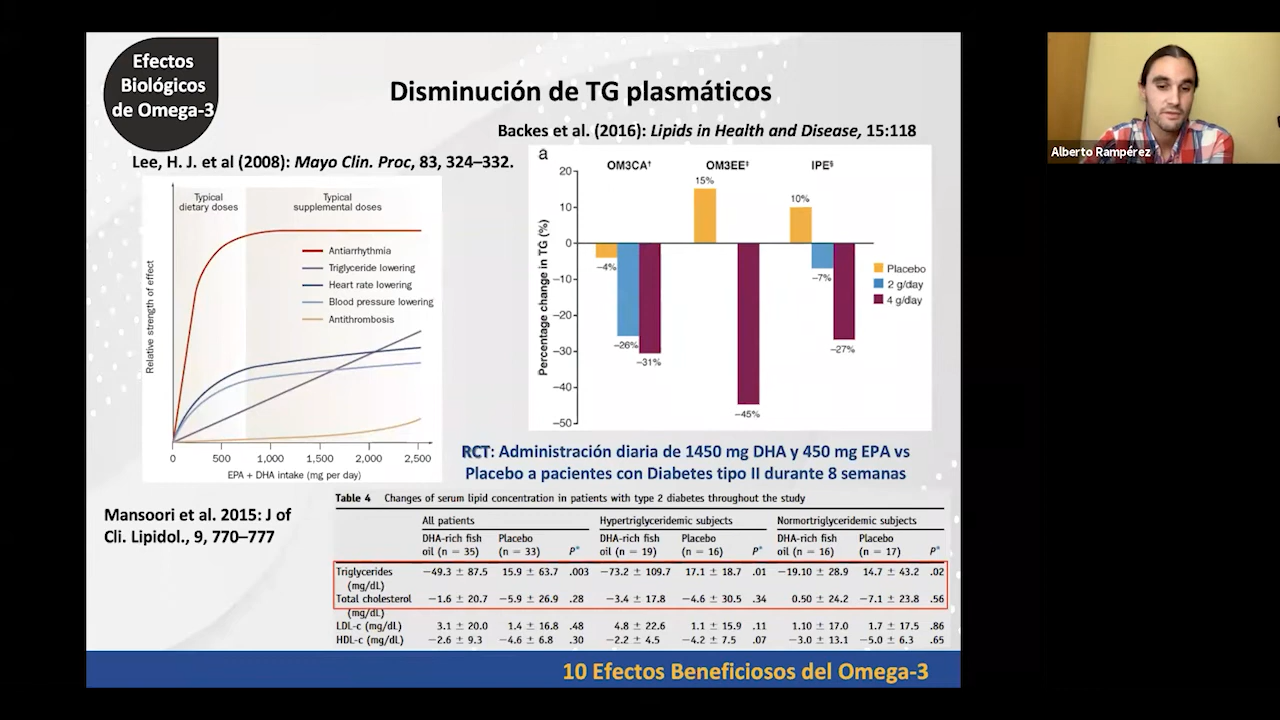 Efectos
Biológicos
de Omega-3
Disminución de TG plasmáticos
Backes et al. (2016): Lipids in Health and Disease, 15:118
Lee, H. J. et al (2008): Mayo Clin. Proc, 83, 324–332.
Typical
dietary doses
Typical
supplemental doses
Antiarrhythmia
Triglyceride lowering
Heart rate lowering
Blood pressure lowering
Antithrombosis
Relative strength of effect
0 500 1,000 1,500 2,000 2,500
EPA + DHA intake (mg per day)
a
OM3CA† OM3EE‡ IPE§
Percentage change in TG (%)
20
10
0
−10
−20
−30
−40
−50
−4%
−26%
−31%
15%
−45%
10%
−7%
−27%
Placebo
2 g/day
4 g/day
RCT: Administración diaria de 1450 mg DHA y 450 mg EPA vs
Placebo a pacientes con Diabetes tipo II durante 8 semanas
Mansoori et al. 2015: J of
Cli. Lipidol., 9, 770–777
Table 4 Changes of serum lipid concentration in patients with type 2 diabetes throughout the study
All patients Hypertriglyceridemic subjects Normotriglyceridemic subjects
DHA-rich fish Placebo DHA-rich fish Placebo DHA-rich fish Placebo
oil (n = 35) (n = 33) P* oil (n = 19) (n = 16) P* oil (n = 16) (n = 17) P*
Triglycerides −49.3 ± 87.5 15.9 ± 63.7 .003 −73.2 ± 109.7 17.1 ± 18.7 .01 −19.10 ± 28.9 14.7 ± 43.2 .02
(mg/dL)
Total cholesterol −1.6 ± 20.7 −5.9 ± 26.9 .28 −3.4 ± 17.8 −4.6 ± 30.5 .34 0.50 ± 24.2 −7.1 ± 23.8 .56
(mg/dL)
LDL-c (mg/dL) 3.1 ± 20.0 1.4 ± 16.8 .48 4.8 ± 22.6 1.1 ± 15.9 .11 1.10 ± 17.0 1.7 ± 17.5 .86
HDL-c (mg/dL) −2.6 ± 9.3 −4.6 ± 6.8 .30 −2.2 ± 4.5 −4.2 ± 7.5 .07 −3.0 ± 13.1 −5.0 ± 6.3 .65
10 Efectos Beneficiosos del Omega-3
Alberto Rampérez